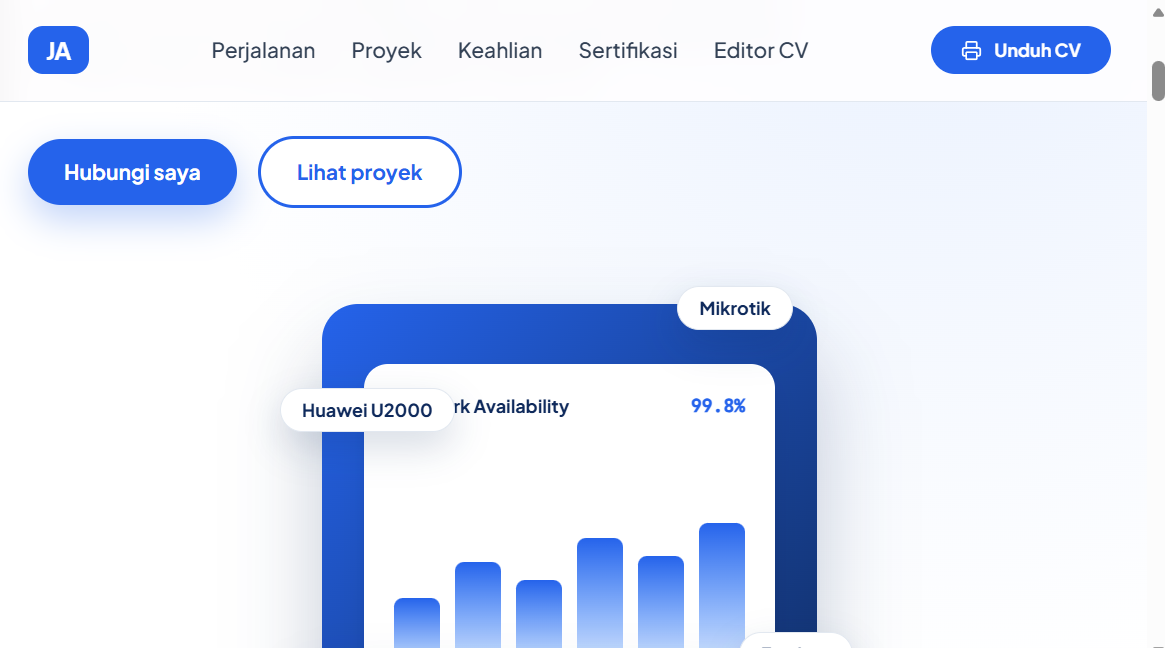 JA
Perjalanan
Proyek
Keahlian
Sertifikasi
Editor CV
Unduh CV
Hubungi saya
Lihat proyek
Mikrotik
Huawei U2000
Availability
99.8%